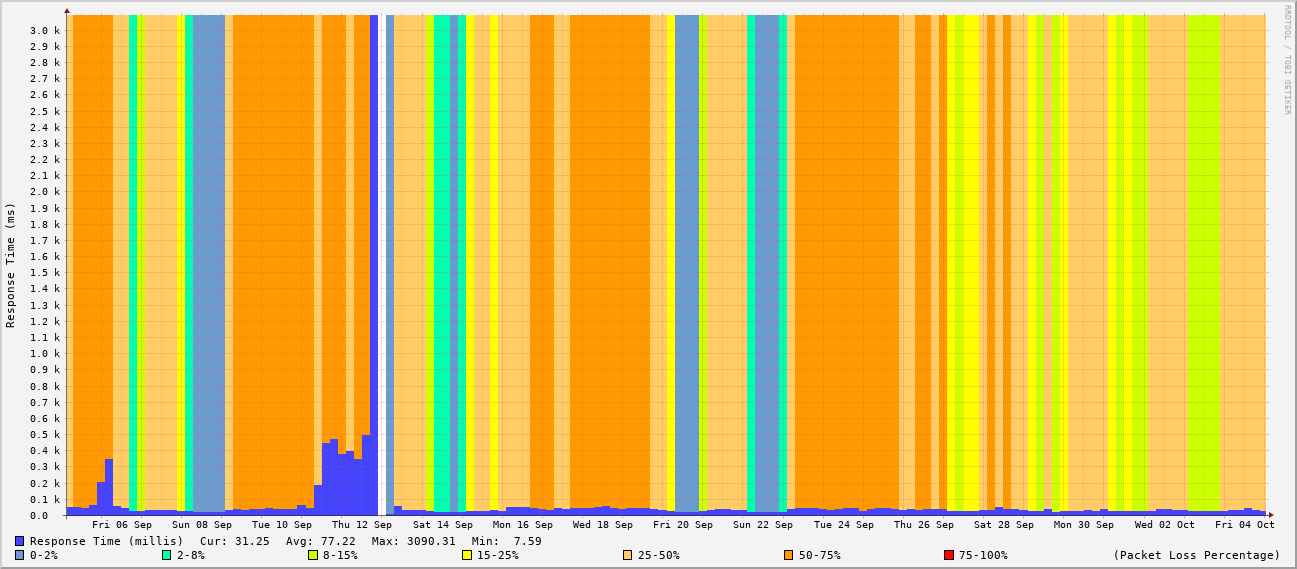 RRDTOOL / TOBI OETIKER
Response Time (ms)
3.0 k
2.9 k
2.8 k
2.7 k
2.6 k
2.5 k
2.4 k
2.3 k
2.2 k
2.1 k
2.0 k
1.9 k
1.8 k
1.7 k
1.6 k
1.5 k
1.4 k
1.3 k
1.2 k
1.1 k
1.0 k
0.9 k
0.8 k
0.7 k
0.6 k
0.5 k
0.4 k
0.3 k
0.2 k
0.1 k
0.0
Fri 06 Sep Sun 08 Sep Tue 10 Sep Thu 12 Sep Sat 14 Sep Mon 16 Sep Wed 18 Sep Fri 20 Sep Sun 22 Sep Tue 24 Sep Thu 26 Sep Sat 28 Sep Mon 30 Sep Wed 02 Oct Fri 04 Oct
Response Time (millis) Cur: 31.25 Avg: 77.22 Max: 3090.31 Min: 7.59
0-2% 2-8% 8-15% 15-25% 25-50% 50-75% 75-100% (Packet Loss Percentage)